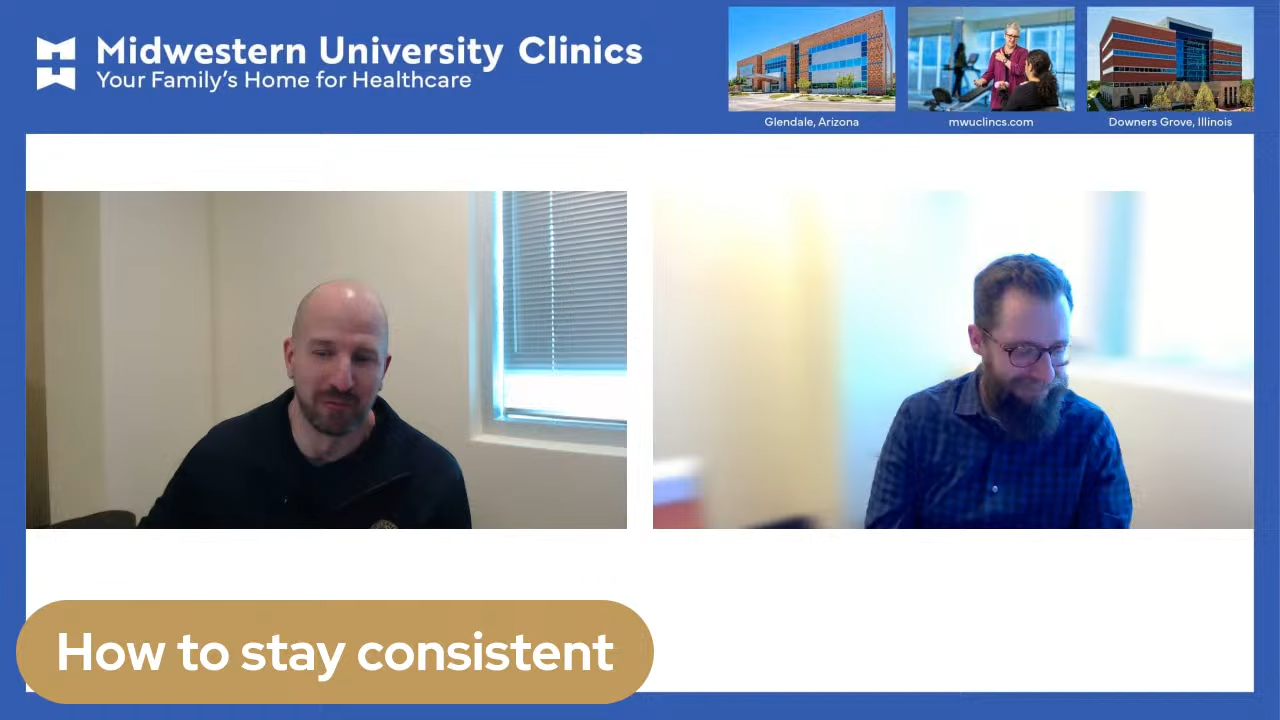 Midwestern University Clinics
Your Family's Home for Healthcare
Glendale, Arizona
mwuclincs.com
Downers Grove, Illinois
How to stay consistent